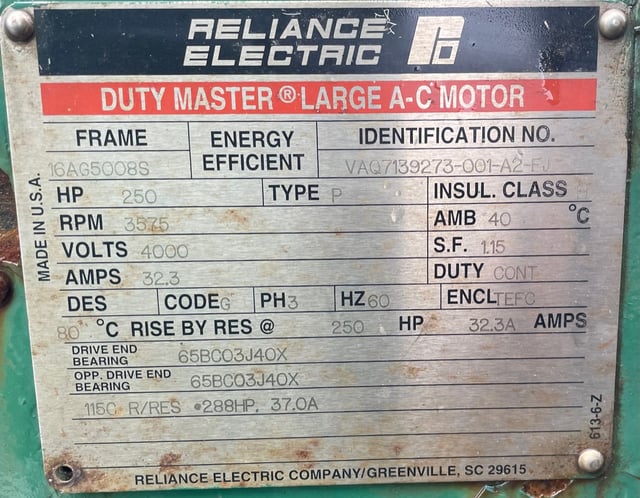 RELIANCE
ELECTRIC
DUTY MASTER® LARGE A-C MOTOR
FRAME ENERGY EFFICIENT IDENTIFICATION NO.
16AG5008S VAQ7139273-001-A2-FJ
HP 250 TYPE P INSUL. CLASS
RPM 3575 AMB 40 °C
VOLTS 4000 S.F. 1.15
AMPS 32.3 DUTY CONT
DES CODE G PH 3 HZ 60 ENCL TEFC
80 °C RISE BY RES @ 250 HP 32.3A AMPS
DRIVE END BEARING 65BC03J40X
OPP. DRIVE END BEARING 65BC03J40X
115C R/RES •288HP, 37.0A
RELIANCE ELECTRIC COMPANY/GREENVILLE, SC 29615
MADE IN U.S.A.
613-6-Z